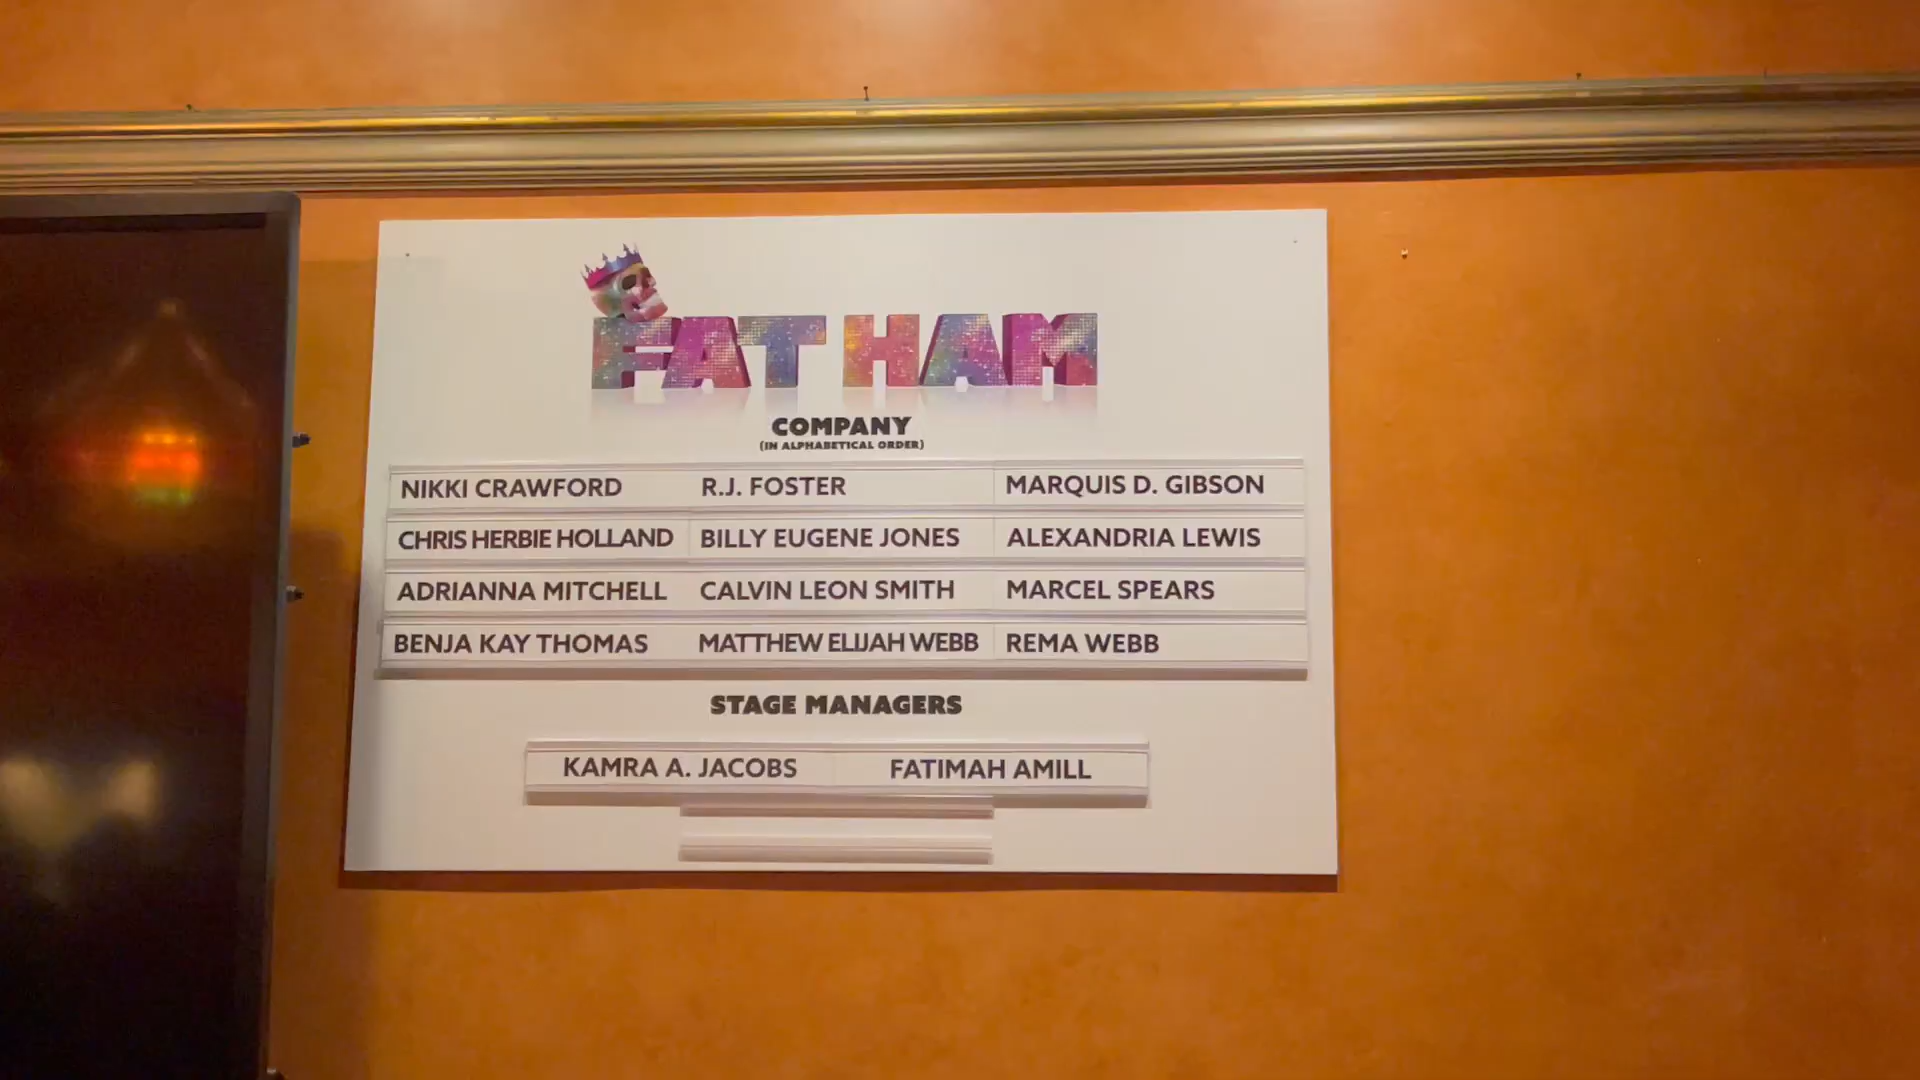 FAT HAM
COMPANY
(IN ALPHABETICAL ORDER)
NIKKI CRAWFORD R.J. FOSTER MARQUIS D. GIBSON
CHRIS HERBIE HOLLAND BILLY EUGENE JONES ALEXANDRIA LEWIS
ADRIANNA MITCHELL CALVIN LEON SMITH MARCEL SPEARS
BENJA KAY THOMAS MATTHEW ELIJAH WEBB REMA WEBB
STAGE MANAGERS
KAMRA A. JACOBS FATIMAH AMILL